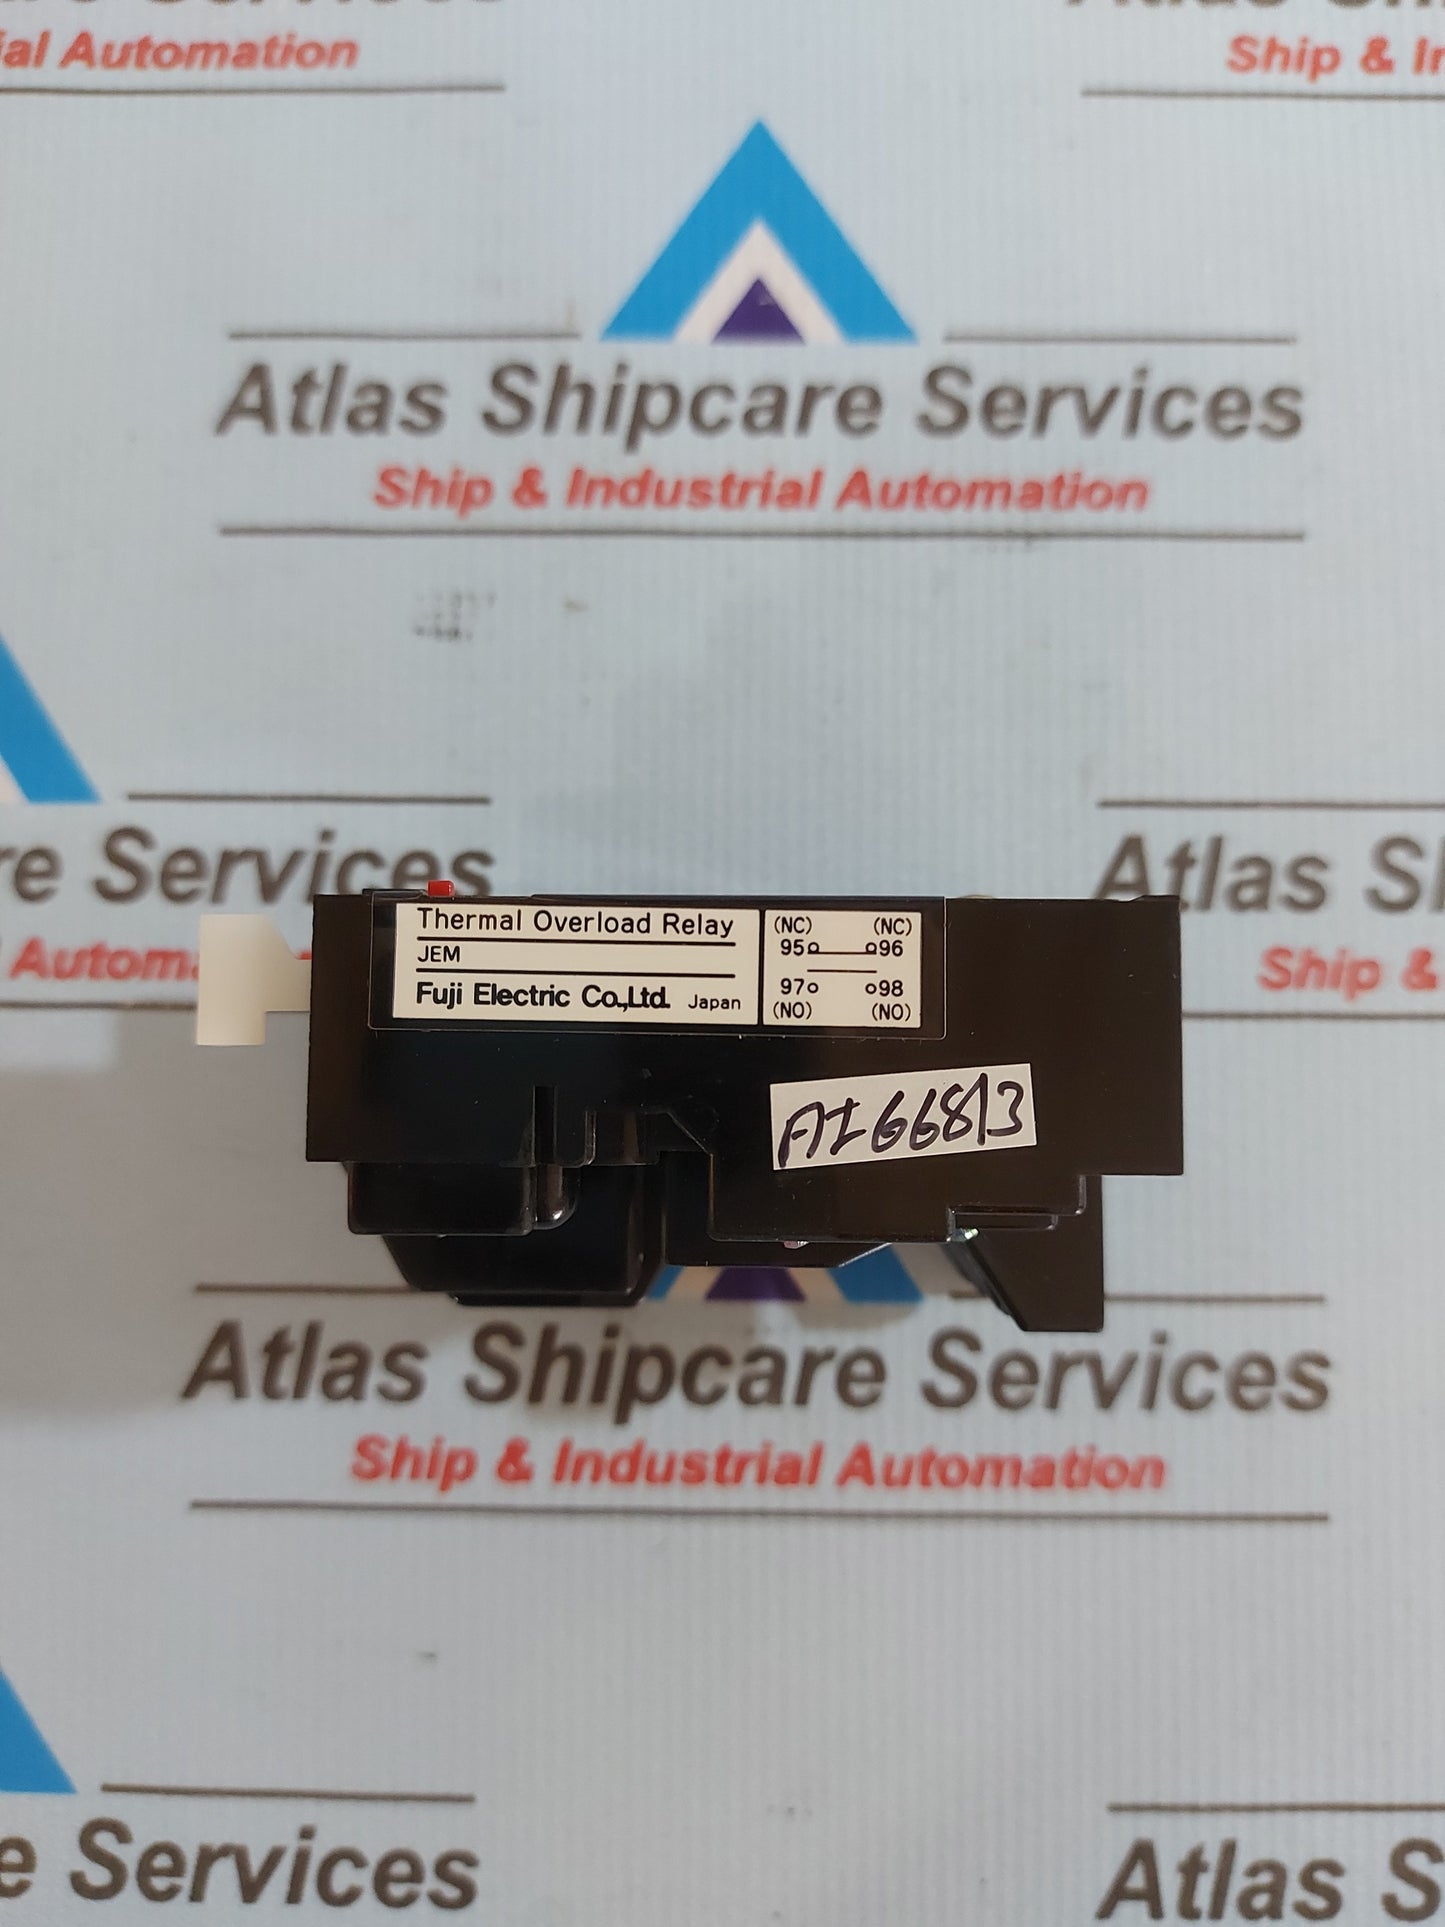 ial Automation
Ship &
Atlas Shipcare Services
Ship & Industrial Automation
re Services
Atlas
Thermal Overload Relay
JEM
Fuji Electric Co.,Ltd. Japan
(NC) (NC)
95 96
97 98
(NO) (NO)
Ship &
AI66813
Atlas Shipcare Services
Ship & Industrial Automation
e Services
Atlas S